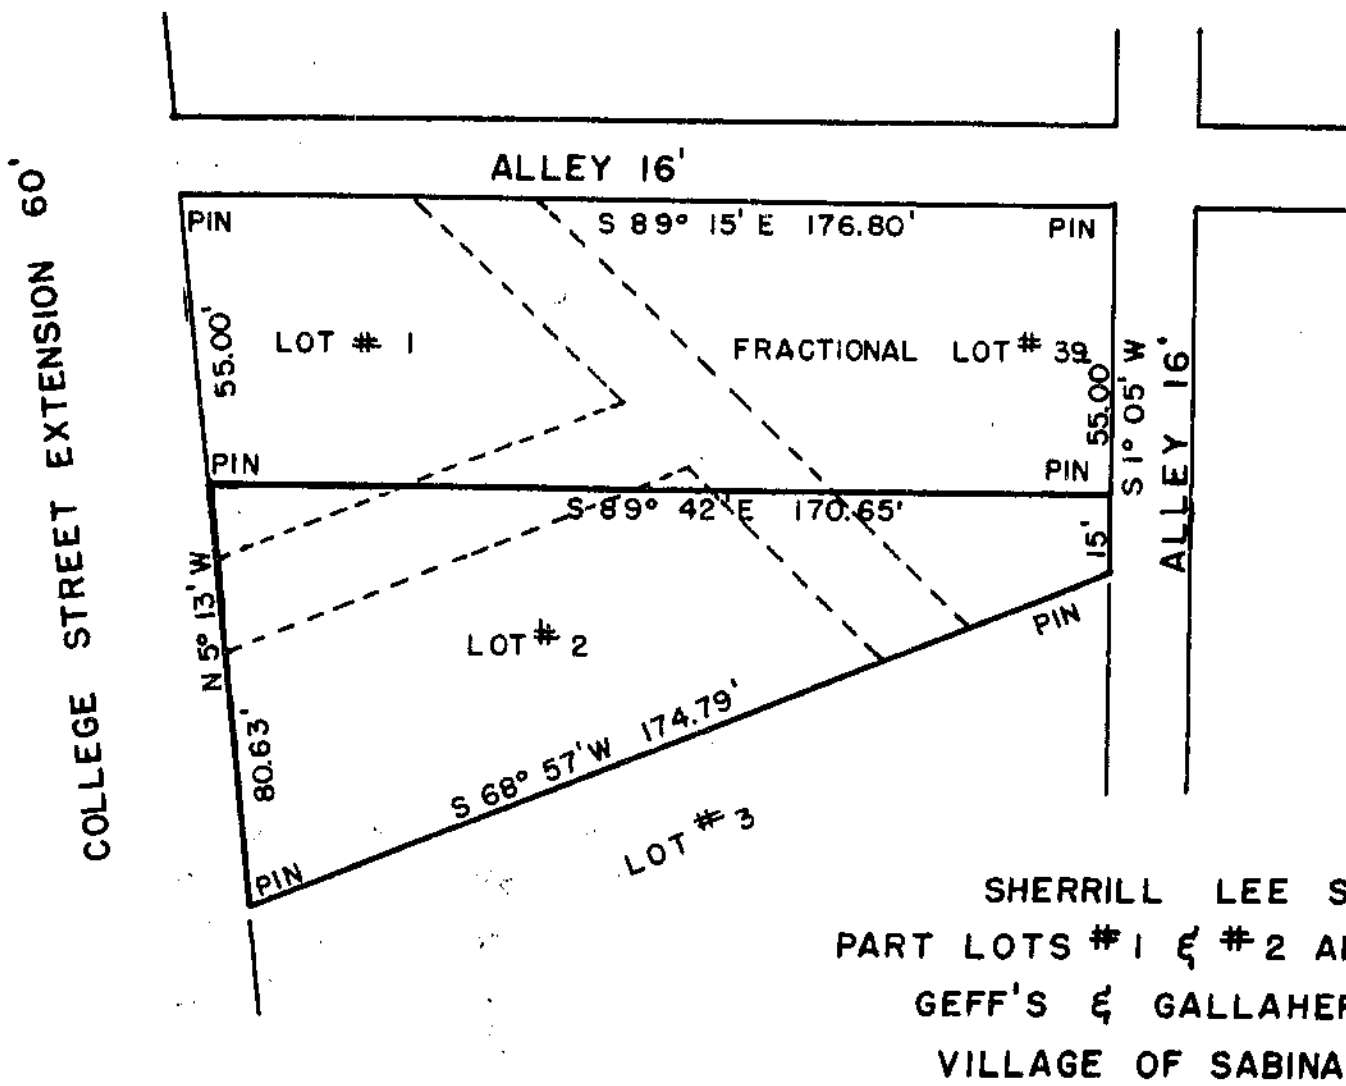 ALLEY 16'
COLLEGE STREET EXTENSION 60'
PIN
S 89° 15' E 176.80'
PIN
55.00'
LOT # 1
FRACTIONAL LOT # 39
55.00
S 1° 05' W
ALLEY 16'
PIN
PIN
S 89° 42' E 170.65'
15'
N 5° 13' W
LOT # 2
PIN
80.63'
S 68° 57' W 174.79'
LOT # 3
PIN
SHERRILL LEE S
PART LOTS #1 & #2 A
GEFF'S & GALLAHER
VILLAGE OF SABINA